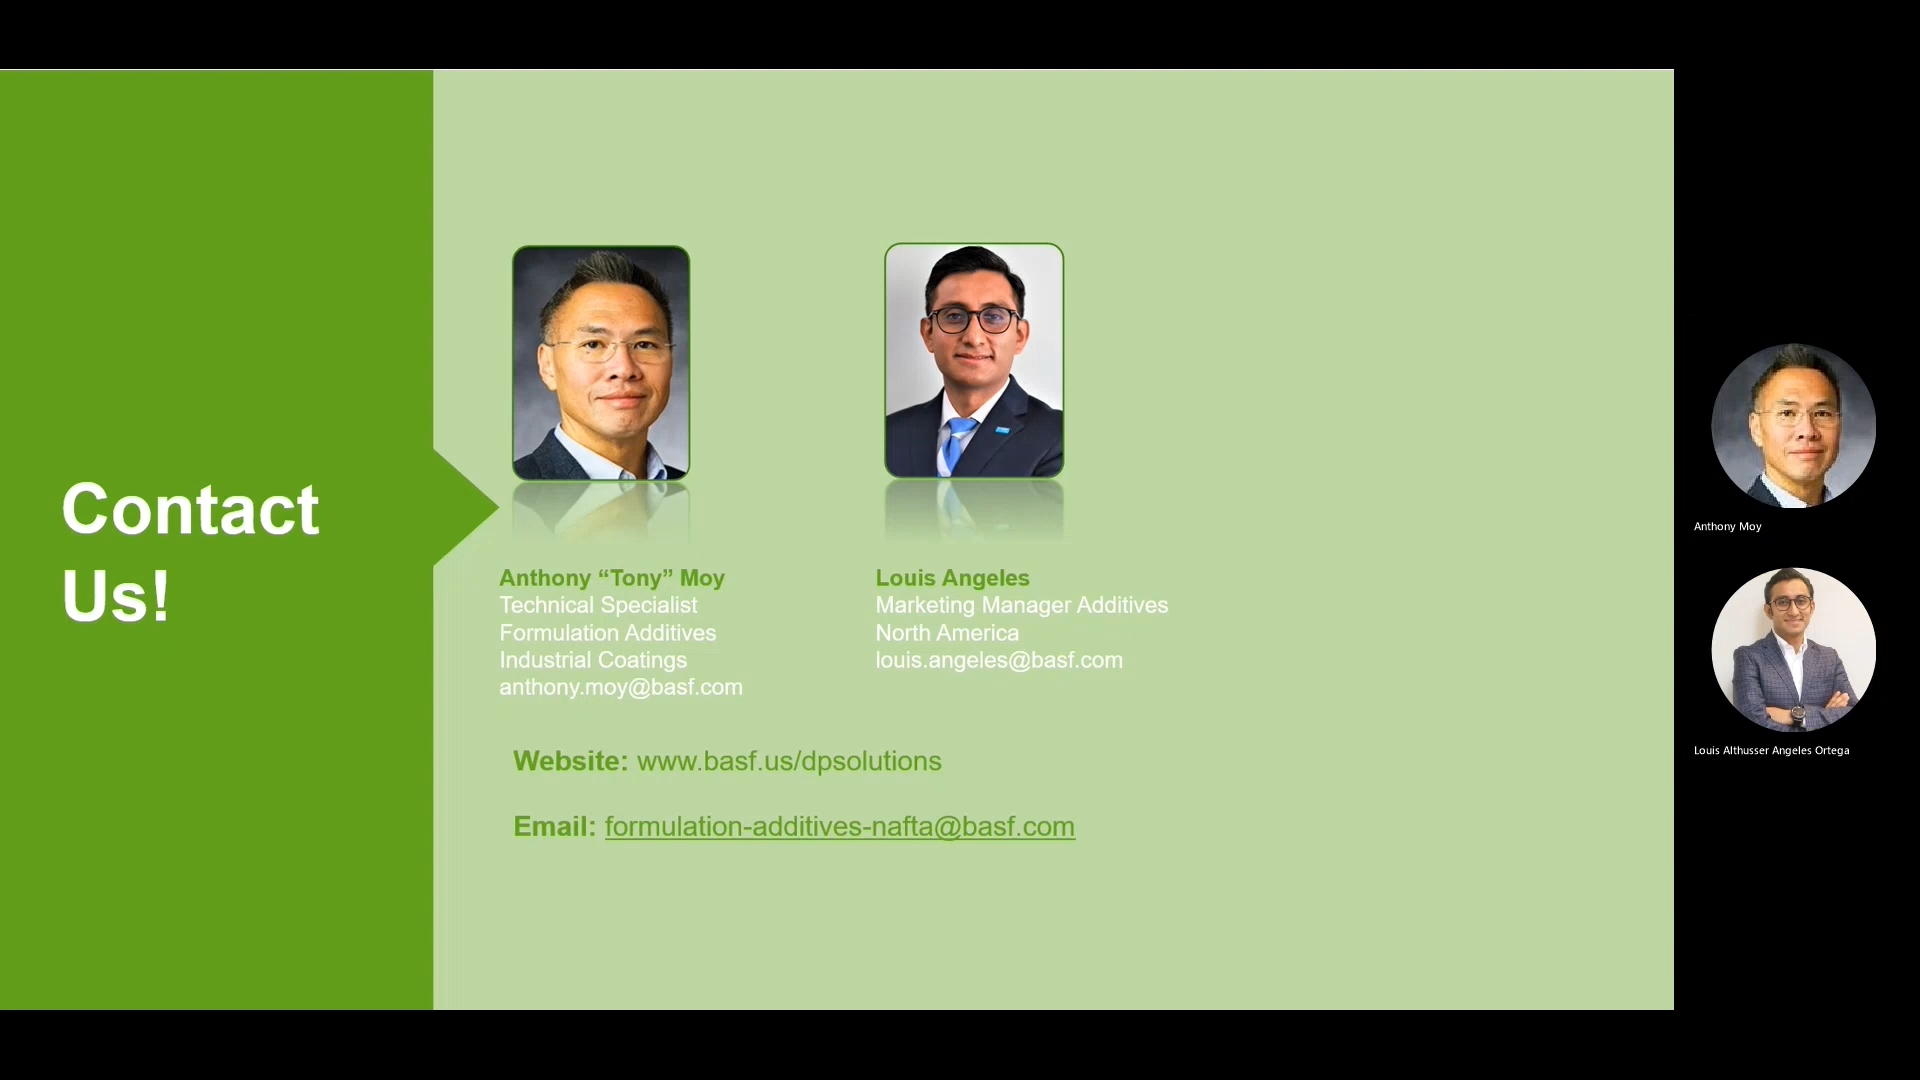 Contact
Us!
Anthony “Tony” Moy
Technical Specialist
Formulation Additives
Industrial Coatings
anthony.moy@basf.com
Louis Angeles
Marketing Manager Additives
North America
louis.angeles@basf.com
Website: www.basf.us/dpsolutions
Email: formulation-additives-nafta@basf.com
Anthony Moy
Louis Althusser Angeles Ortega